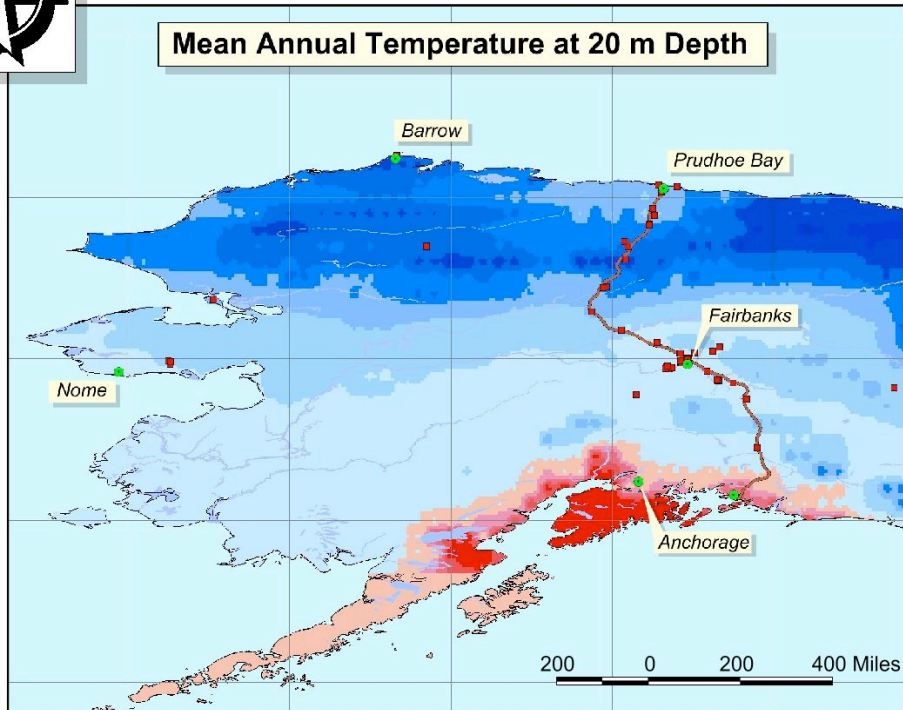 Mean Annual Temperature at 20 m Depth
Barrow
Prudhoe Bay
Fairbanks
Nome
Anchorage
200 0 200 400 Miles